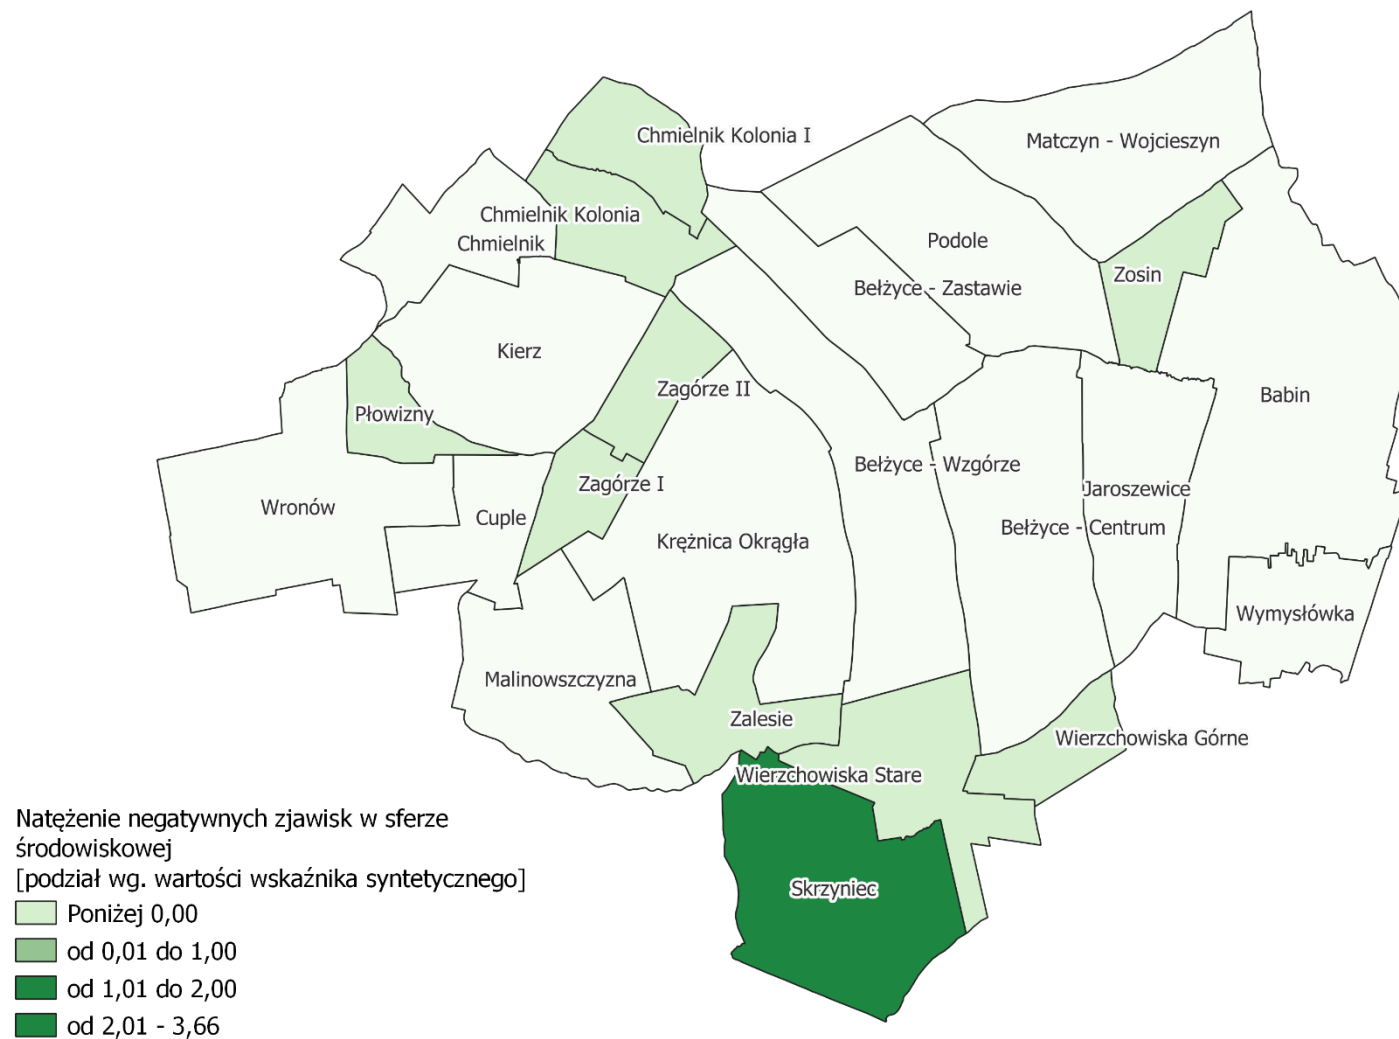 Chmielnik Kolonia I
Matczyn - Wojcieszyn
Chmielnik Kolonia
Chmielnik
Podole
Zosin
Bełżyce - Zastawie
Kierz
Zagórze II
Babin
Płowizny
Bełżyce - Wzgórze
Zagórze I
Jaroszewice
Wronów
Cuple
Bełżyce - Centrum
Krężnica Okrągła
Wymysłówka
Malinowszczyzna
Zalesie
Wierzchowiska Górne
Wierzchowiska Stare
Skrzyniec
Natężenie negatywnych zjawisk w sferze
środowiskowej
[podział wg. wartości wskaźnika syntetycznego]
Poniżej 0,00
od 0,01 do 1,00
od 1,01 do 2,00
od 2,01 - 3,66